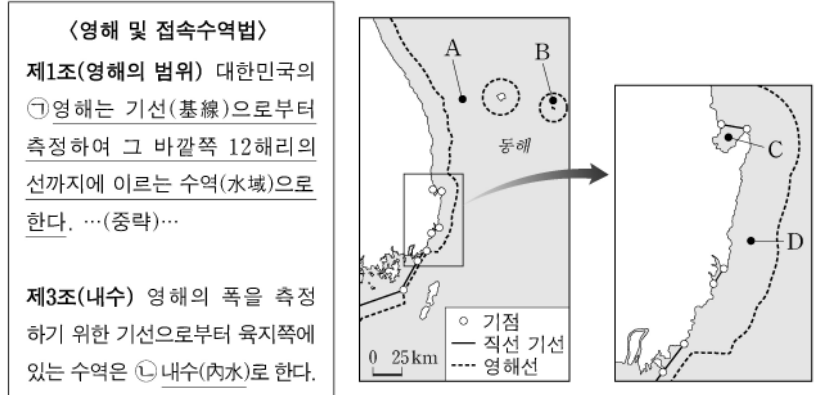 〈영해 및 접속수역법〉
제1조(영해의 범위) 대한민국의
㉠영해는 기선(基線)으로부터
측정하여 그 바깥쪽 12해리의
선까지에 이르는 수역(水域)으로
한다. …(중략)…
제3조(내수) 영해의 폭을 측정
하기 위한 기선으로부터 육지쪽에
있는 수역은 ㉡내수(內水)로 한다.
A
B
동해
기점
직선 기선
영해선
0 25km
C
D